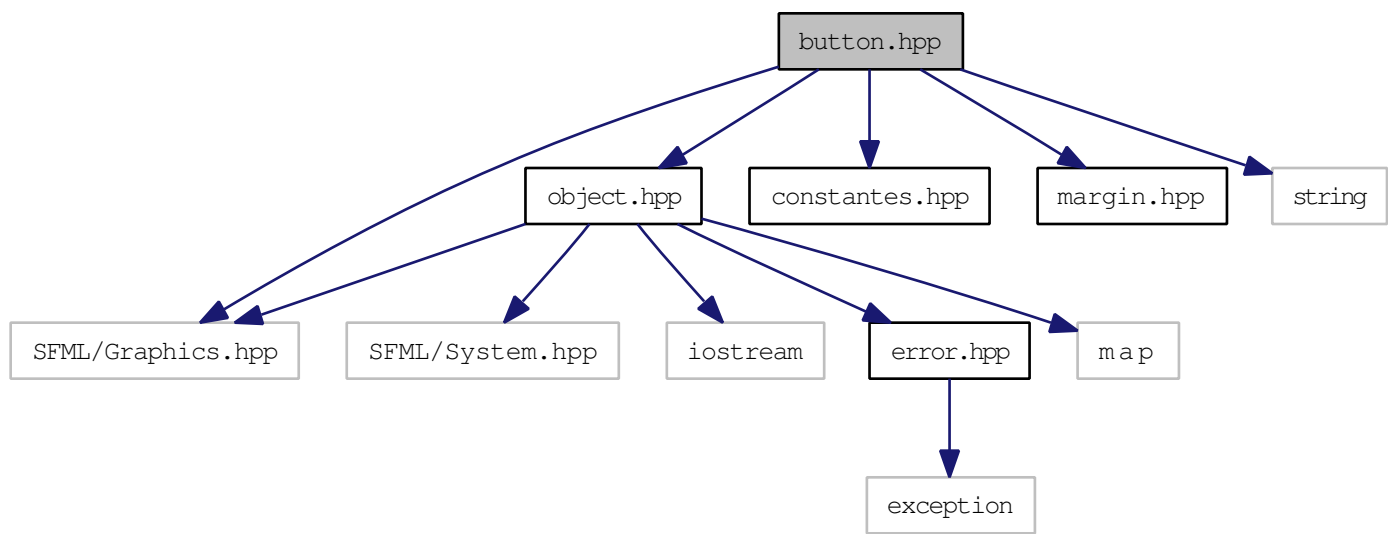 button.hpp
object.hpp
constantes.hpp
margin.hpp
string
SFML/Graphics.hpp
SFML/System.hpp
iostream
error.hpp
map
exception